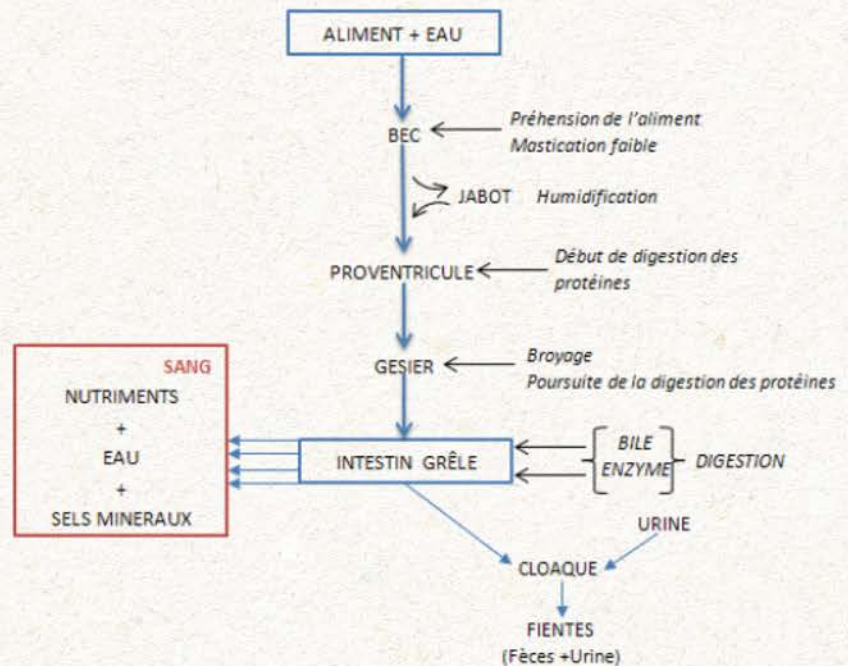 ALIMENT + EAU
BEC
Préhension de l'aliment
Mastication faible
JABOT
Humidification
PROVENTRICULE
Début de digestion des
protéines
GESIER
Broyage
Poursuite de la digestion des protéines
SANG
NUTRIMENTS
+
EAU
+
SELS MINERAUX
INTESTIN GRÊLE
BILE
ENZYME
DIGESTION
URINE
CLOAQUE
FIENTES
(Fèces +Urine)